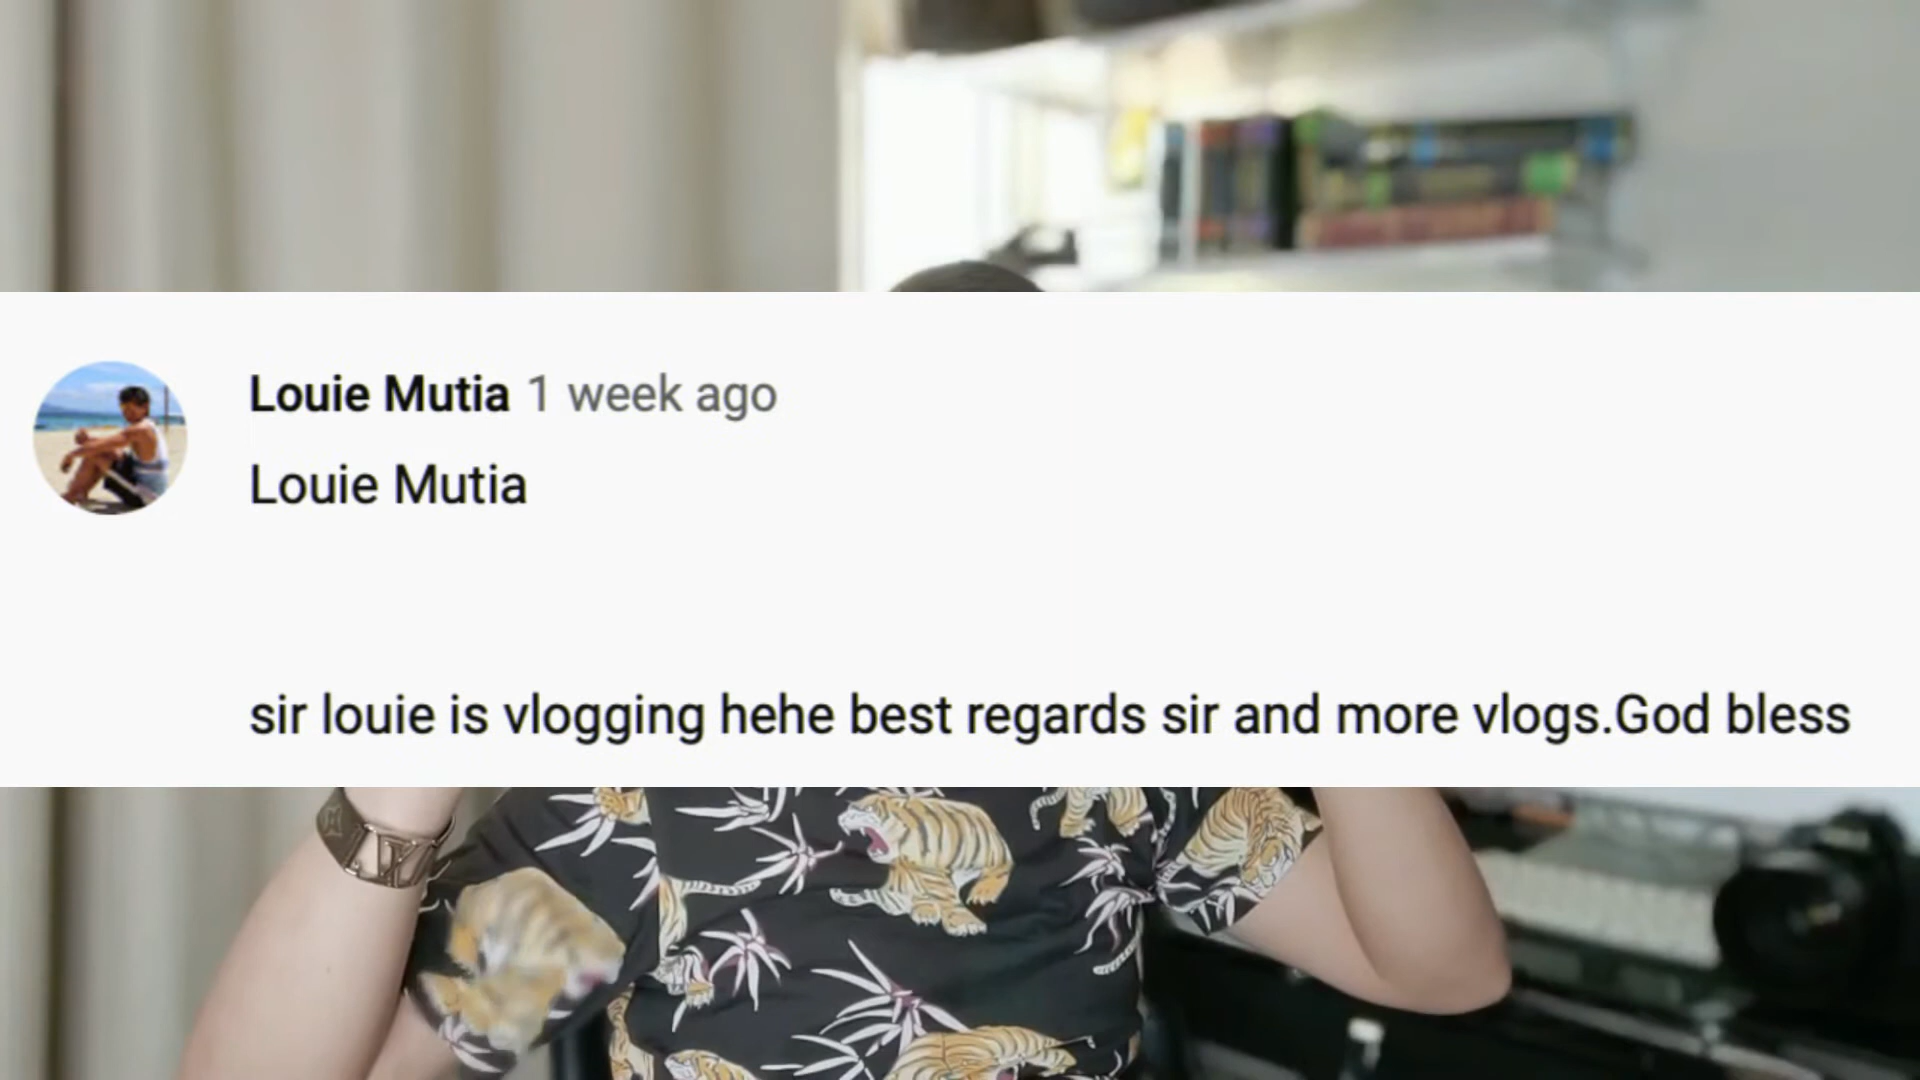 Louie Mutia 1 week ago
Louie Mutia
sir louie is vlogging hehe best regards sir and more vlogs.God bless